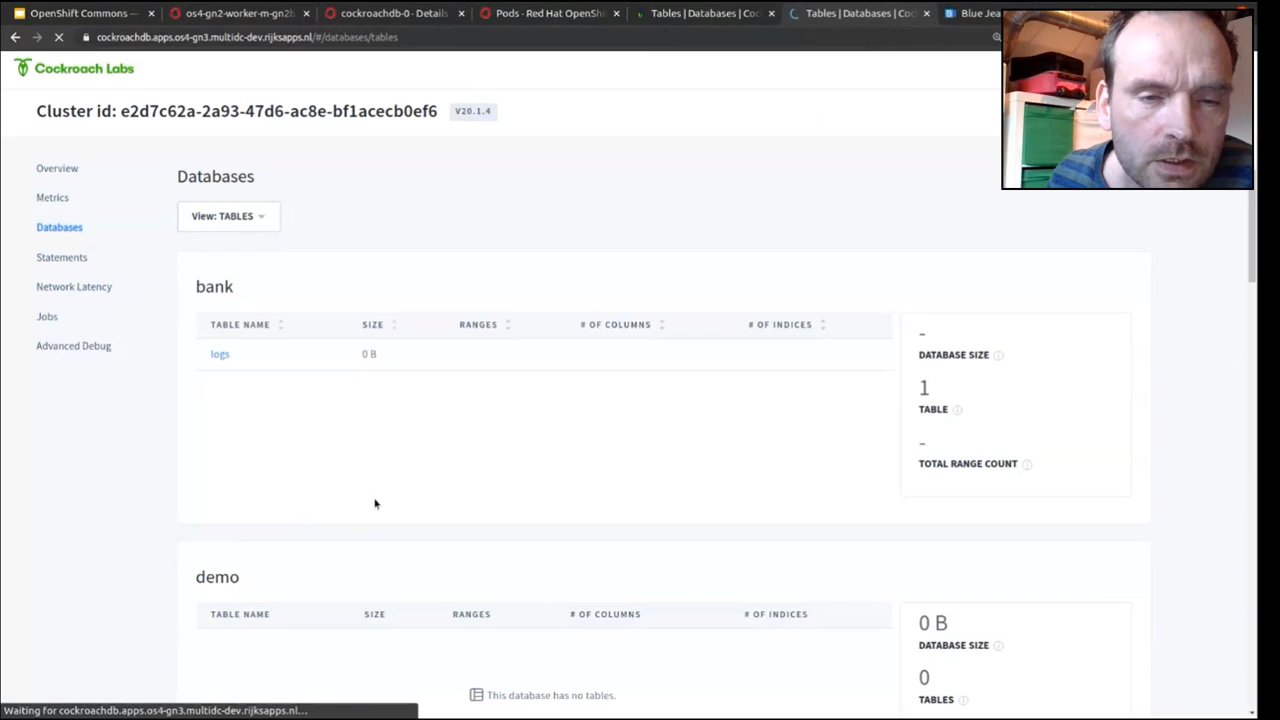 OpenShift Commons —
os4-gn2-worker-m-gn2b
cockroachdb-0 - Details
Pods · Red Hat OpenShi
Tables | Databases | Coc
Tables | Databases | Coc
Blue Jea
cockroachdb.apps.os4-gn3.multidc-dev.rijksapps.nl/#/databases/tables
Cockroach Labs
Cluster id: e2d7c62a-2a93-47d6-ac8e-bf1acecb0ef6 V20.1.4
Overview
Metrics
Databases
Statements
Network Latency
Jobs
Advanced Debug
Databases
View: TABLES
bank
TABLE NAME SIZE RANGES # OF COLUMNS # OF INDICES
logs 0 B
-
DATABASE SIZE
1
TABLE
-
TOTAL RANGE COUNT
demo
TABLE NAME SIZE RANGES # OF COLUMNS # OF INDICES
This database has no tables.
0 B
DATABASE SIZE
0
TABLES
Waiting for cockroachdb.apps.os4-gn3.multidc-dev.rijksapps.nl...